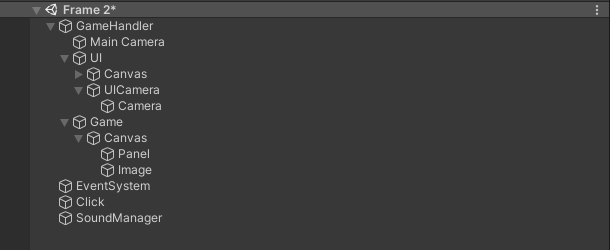 Frame 2*
GameHandler
Main Camera
UI
Canvas
UICamera
Camera
Game
Canvas
Panel
Image
EventSystem
Click
SoundManager